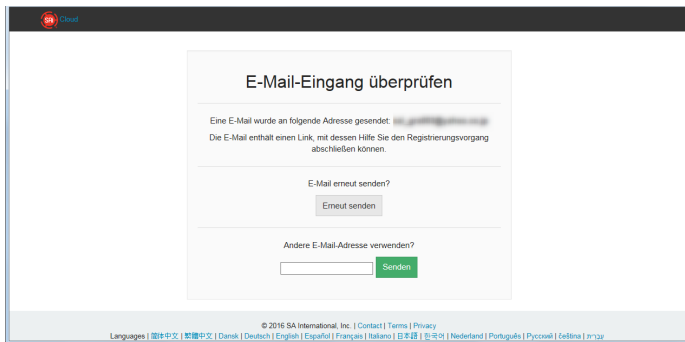 SAi Cloud
E-Mail-Eingang überprüfen
Eine E-Mail wurde an folgende Adresse gesendet:
Die E-Mail enthält einen Link, mit dessen Hilfe Sie den Registrierungsvorgang
abschließen können.
E-Mail erneut senden?
Erneut senden
Andere E-Mail-Adresse verwenden?
Senden
© 2016 SA International, Inc. | Contact | Terms | Privacy
Languages | 简体中文 | 繁體中文 | Dansk | Deutsch | English | Español | Français | Italiano | 日本語 | 한국어 | Nederland | Português | Русский | čeština | עברית